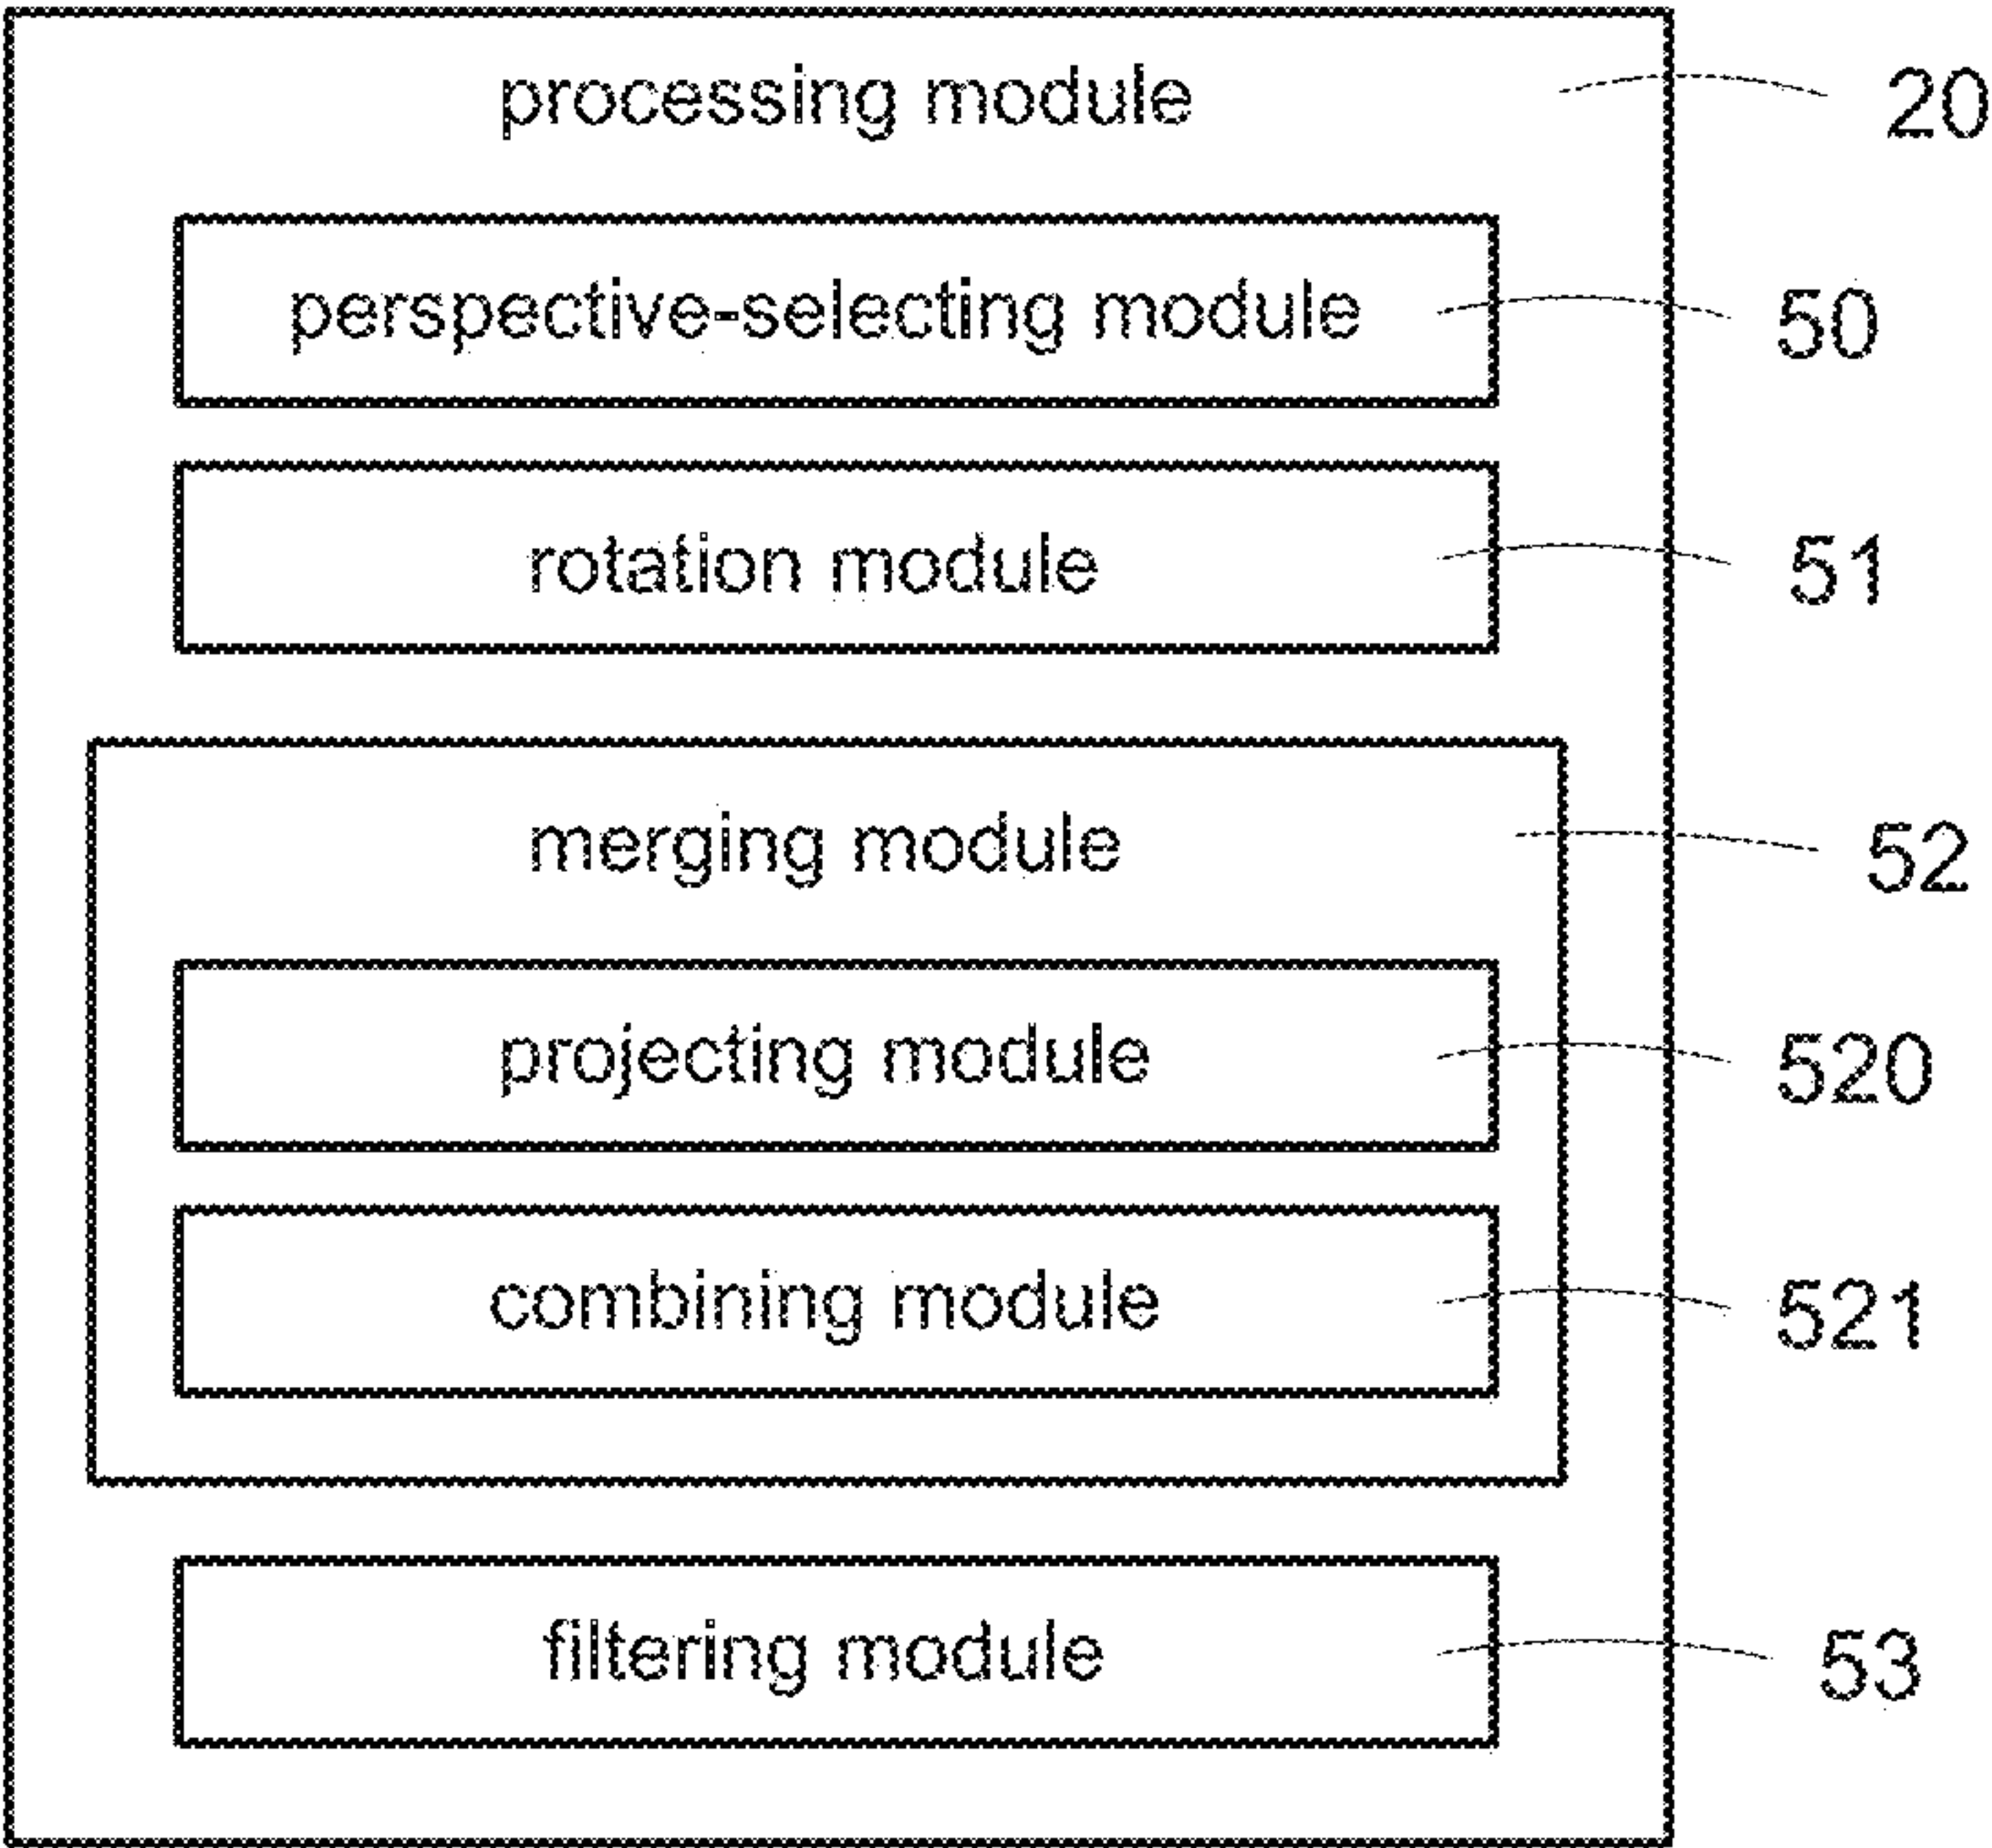 processing module 20
perspective-selecting module 50
rotation module 51
merging module 52
projecting module 520
combining module 521
filtering module 53